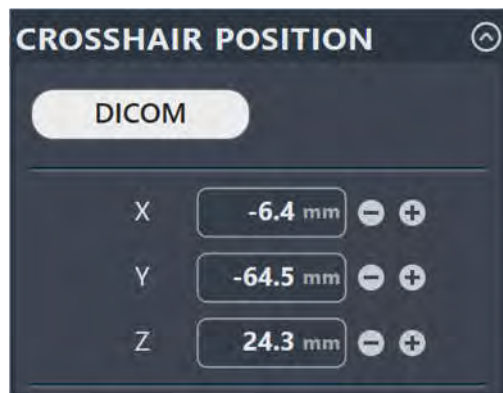 CROSSHAIR POSITION
DICOM
X -6.4 mm
Y -64.5 mm
Z 24.3 mm